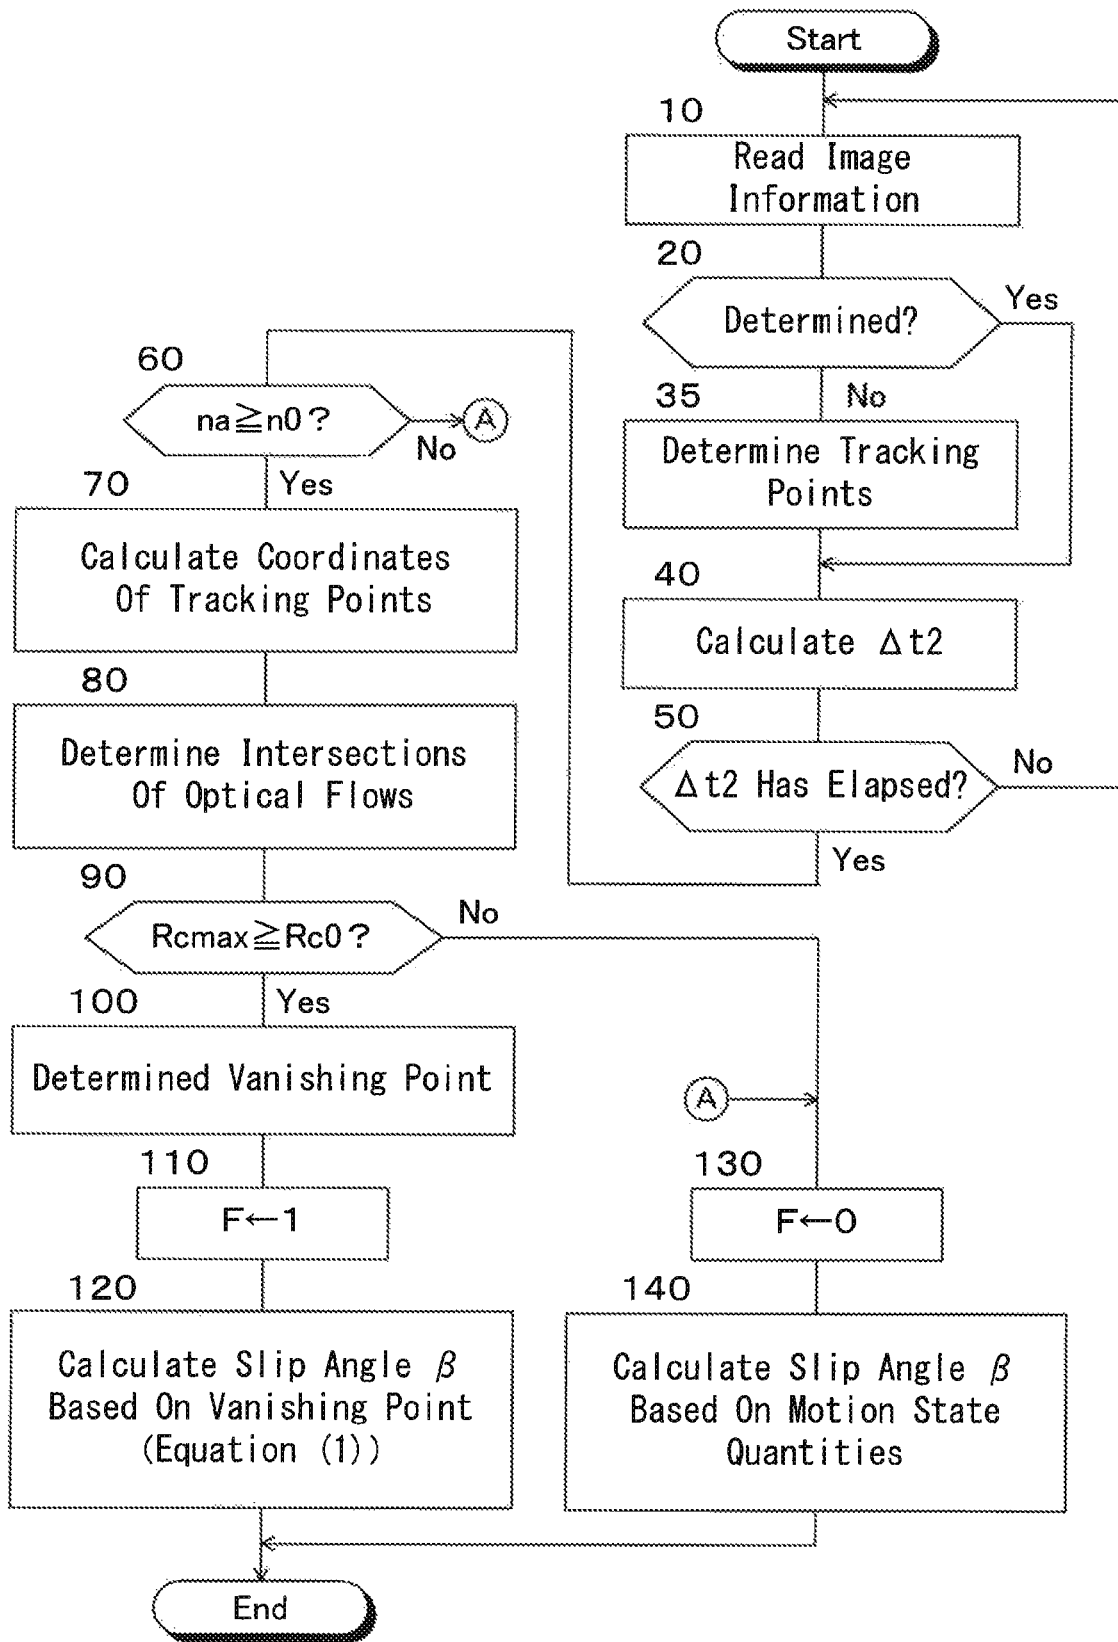 Start
10
Read Image
Information
20
Determined?
Yes
No
35
Determine Tracking
Points
40
Calculate Δt2
50
Δt2 Has Elapsed?
No
Yes
60
na≧n0?
No
A
Yes
70
Calculate Coordinates
Of Tracking Points
80
Determine Intersections
Of Optical Flows
90
Rcmax≧Rc0?
No
Yes
100
Determined Vanishing Point
110
F←1
120
Calculate Slip Angle β
Based On Vanishing Point
(Equation (1))
A
130
F←0
140
Calculate Slip Angle β
Based On Motion State
Quantities
End